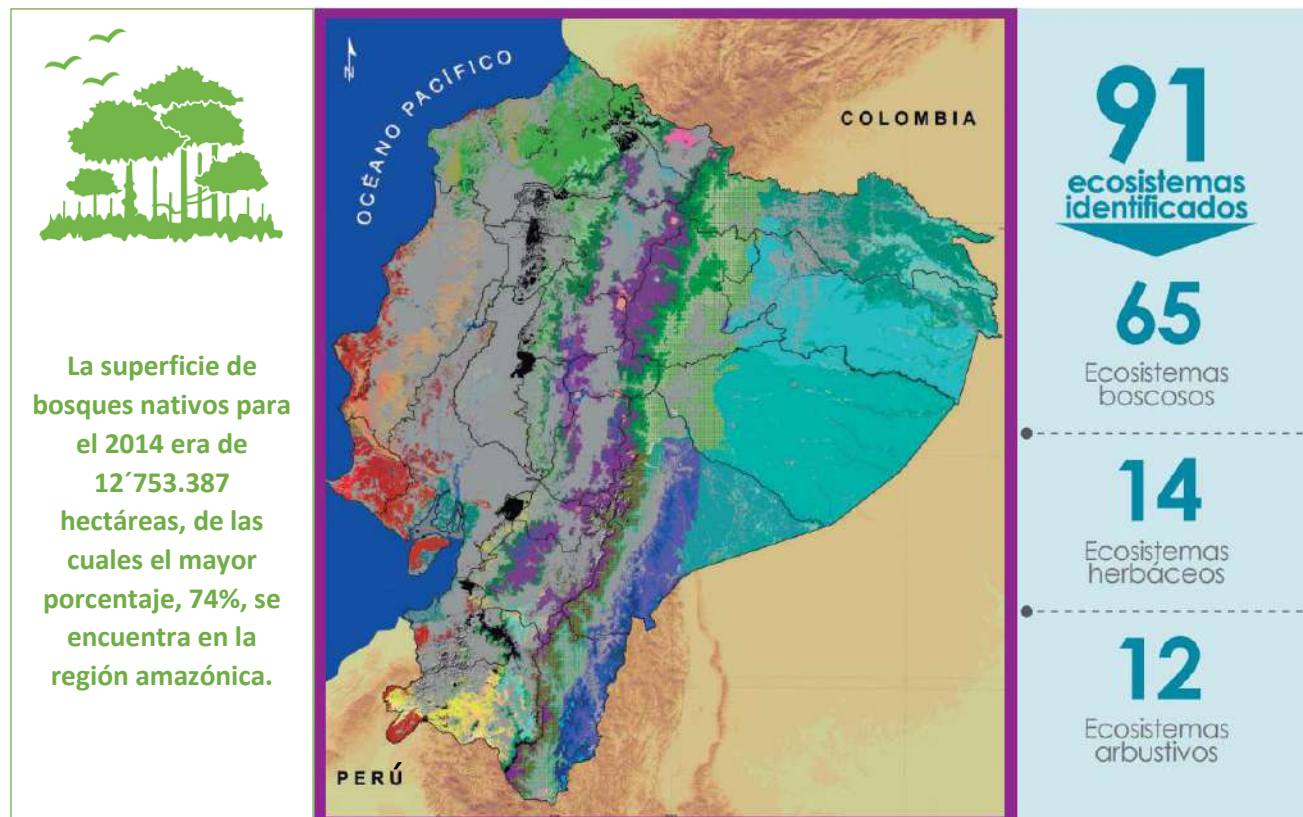 La superficie de
bosques nativos para
el 2014 era de
12´753.387
hectáreas, de las
cuales el mayor
porcentaje, 74%, se
encuentra en la
región amazónica.
N
OCÉANO PACÍFICO
COLOMBIA
PERÚ
91
ecosistemas
identificados
65
Ecosistemas
boscosos
14
Ecosistemas
herbáceos
12
Ecosistemas
arbustivos